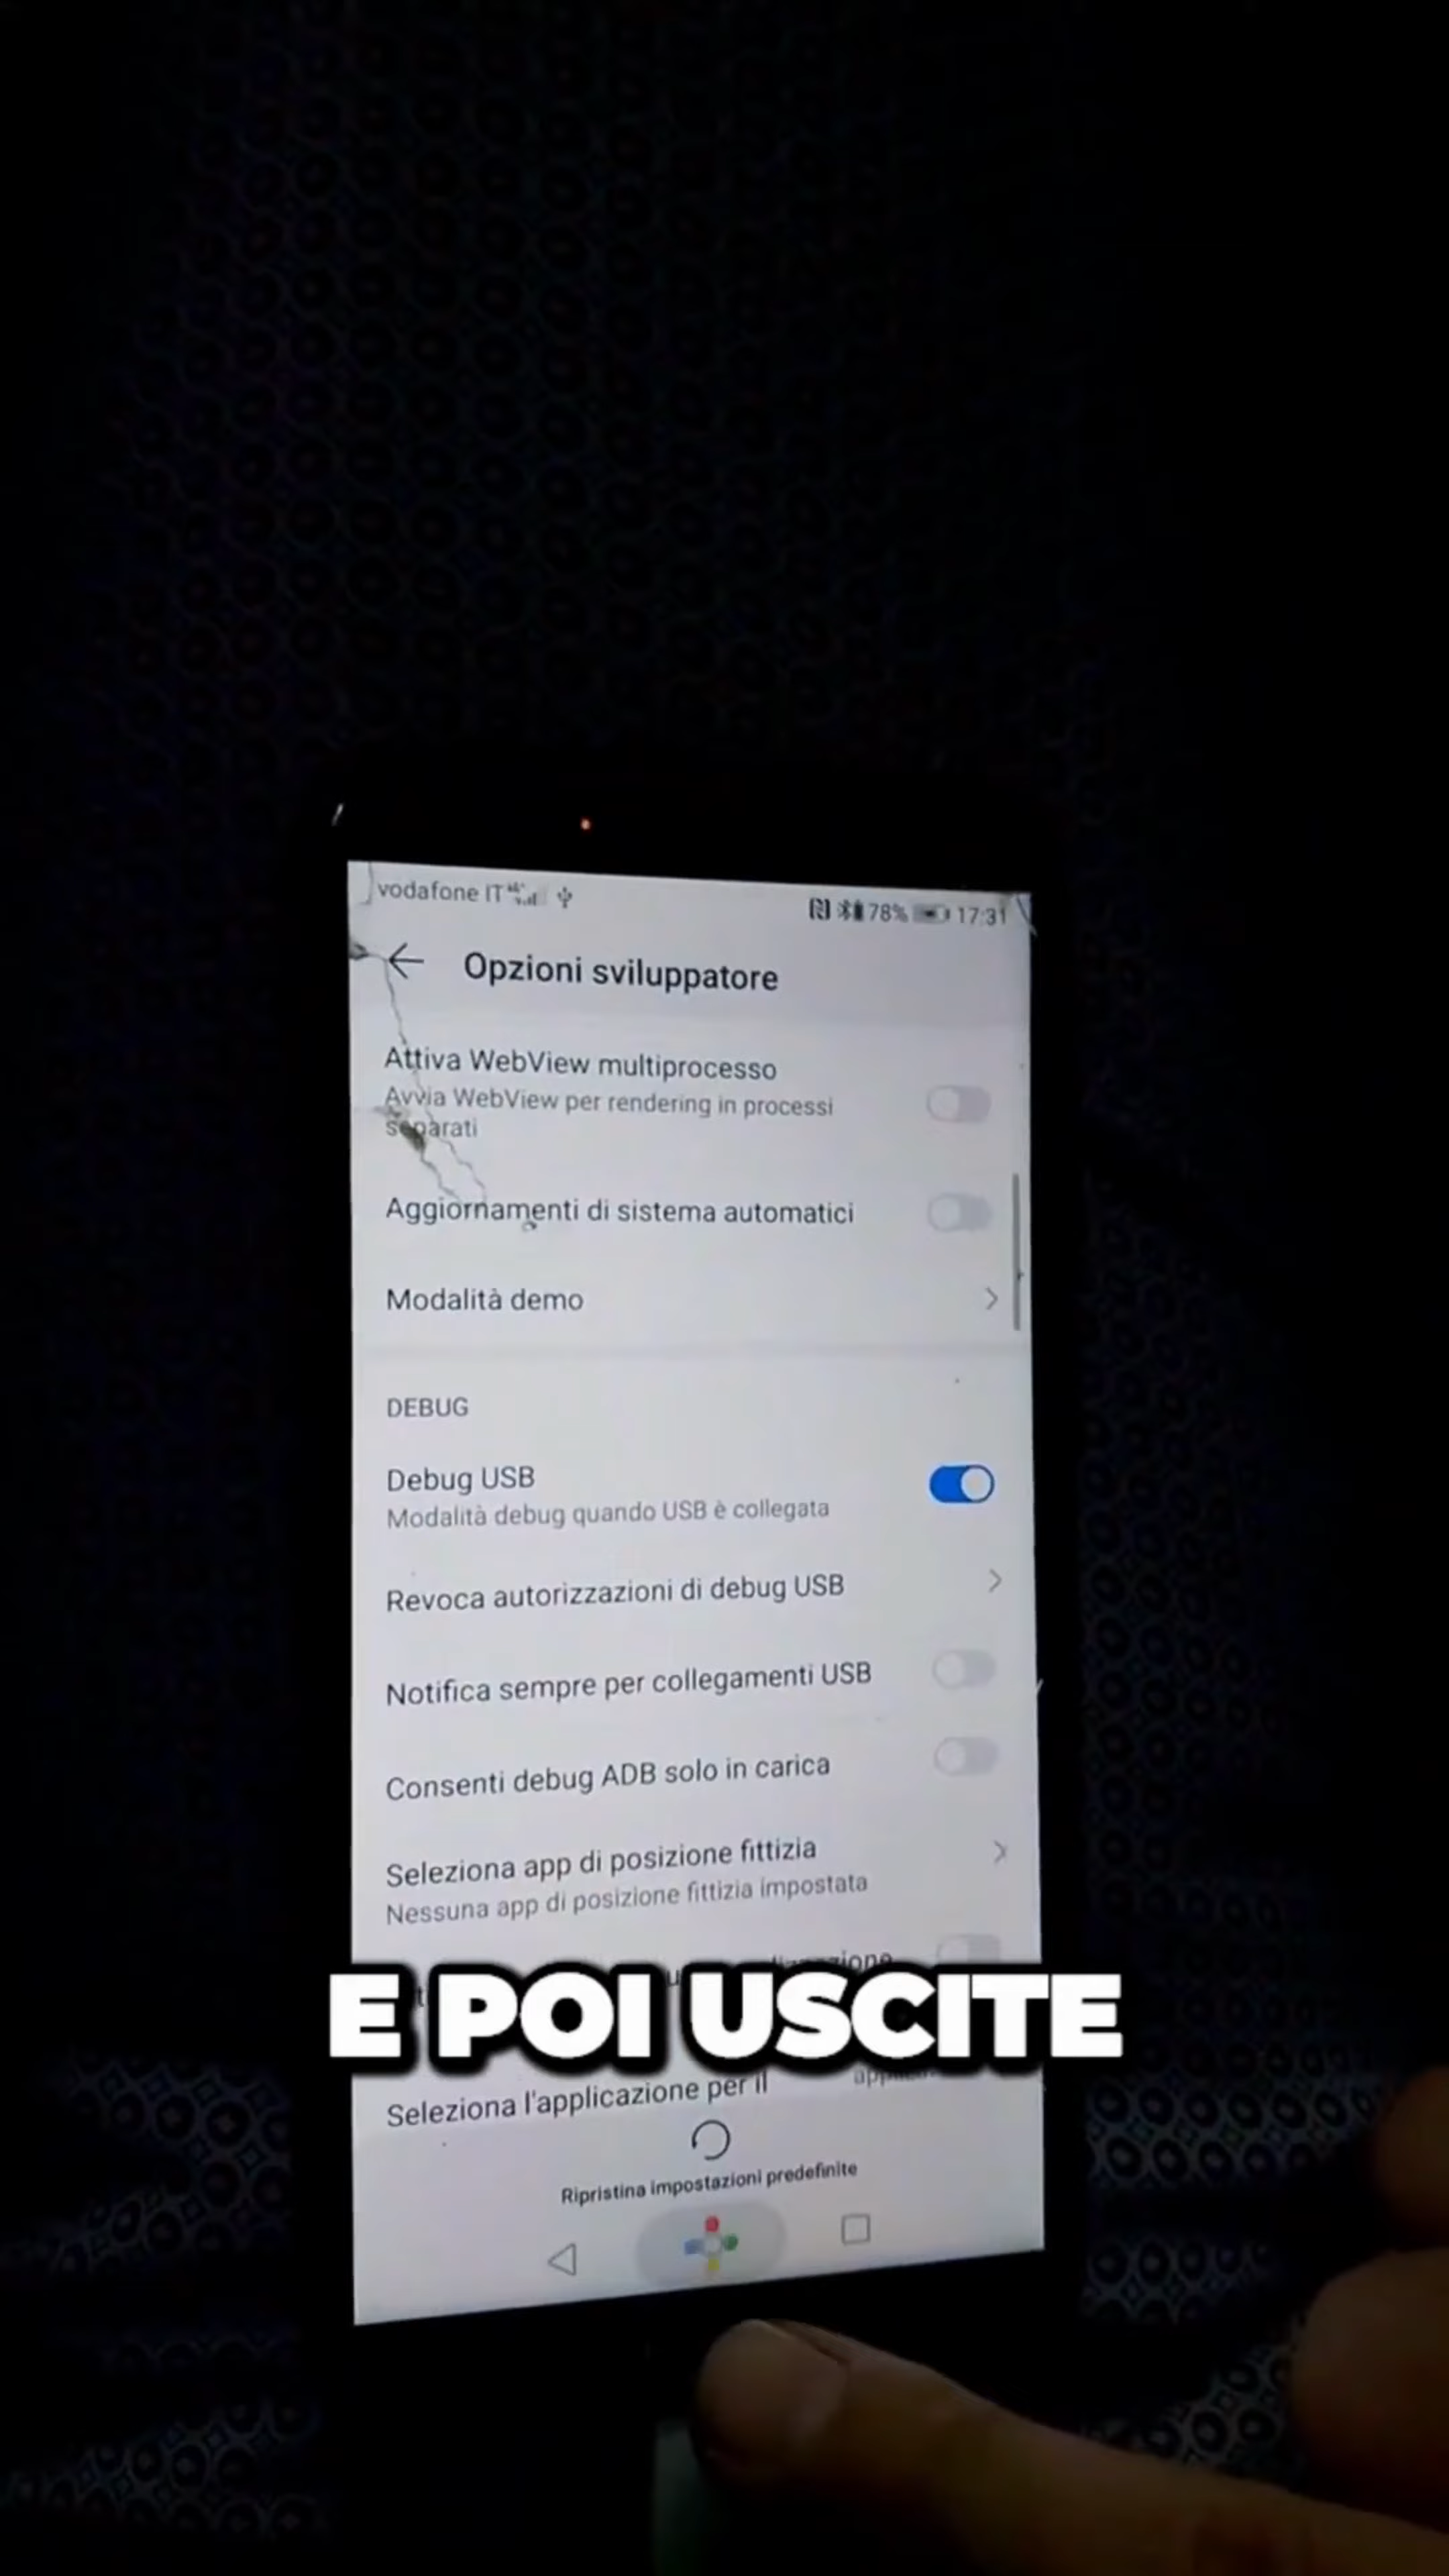 vodafone IT
78% 17:31
Opzioni sviluppatore
Attiva WebView multiprocesso
Avvia WebView per rendering in processi
separati
Aggiornamenti di sistema automatici
Modalità demo
DEBUG
Debug USB
Modalità debug quando USB è collegata
Revoca autorizzazioni di debug USB
Notifica sempre per collegamenti USB
Consenti debug ADB solo in carica
Seleziona app di posizione fittizia
Nessuna app di posizione fittizia impostata
E POI USCITE
Seleziona l'applicazione per il
Ripristina impostazioni predefinite